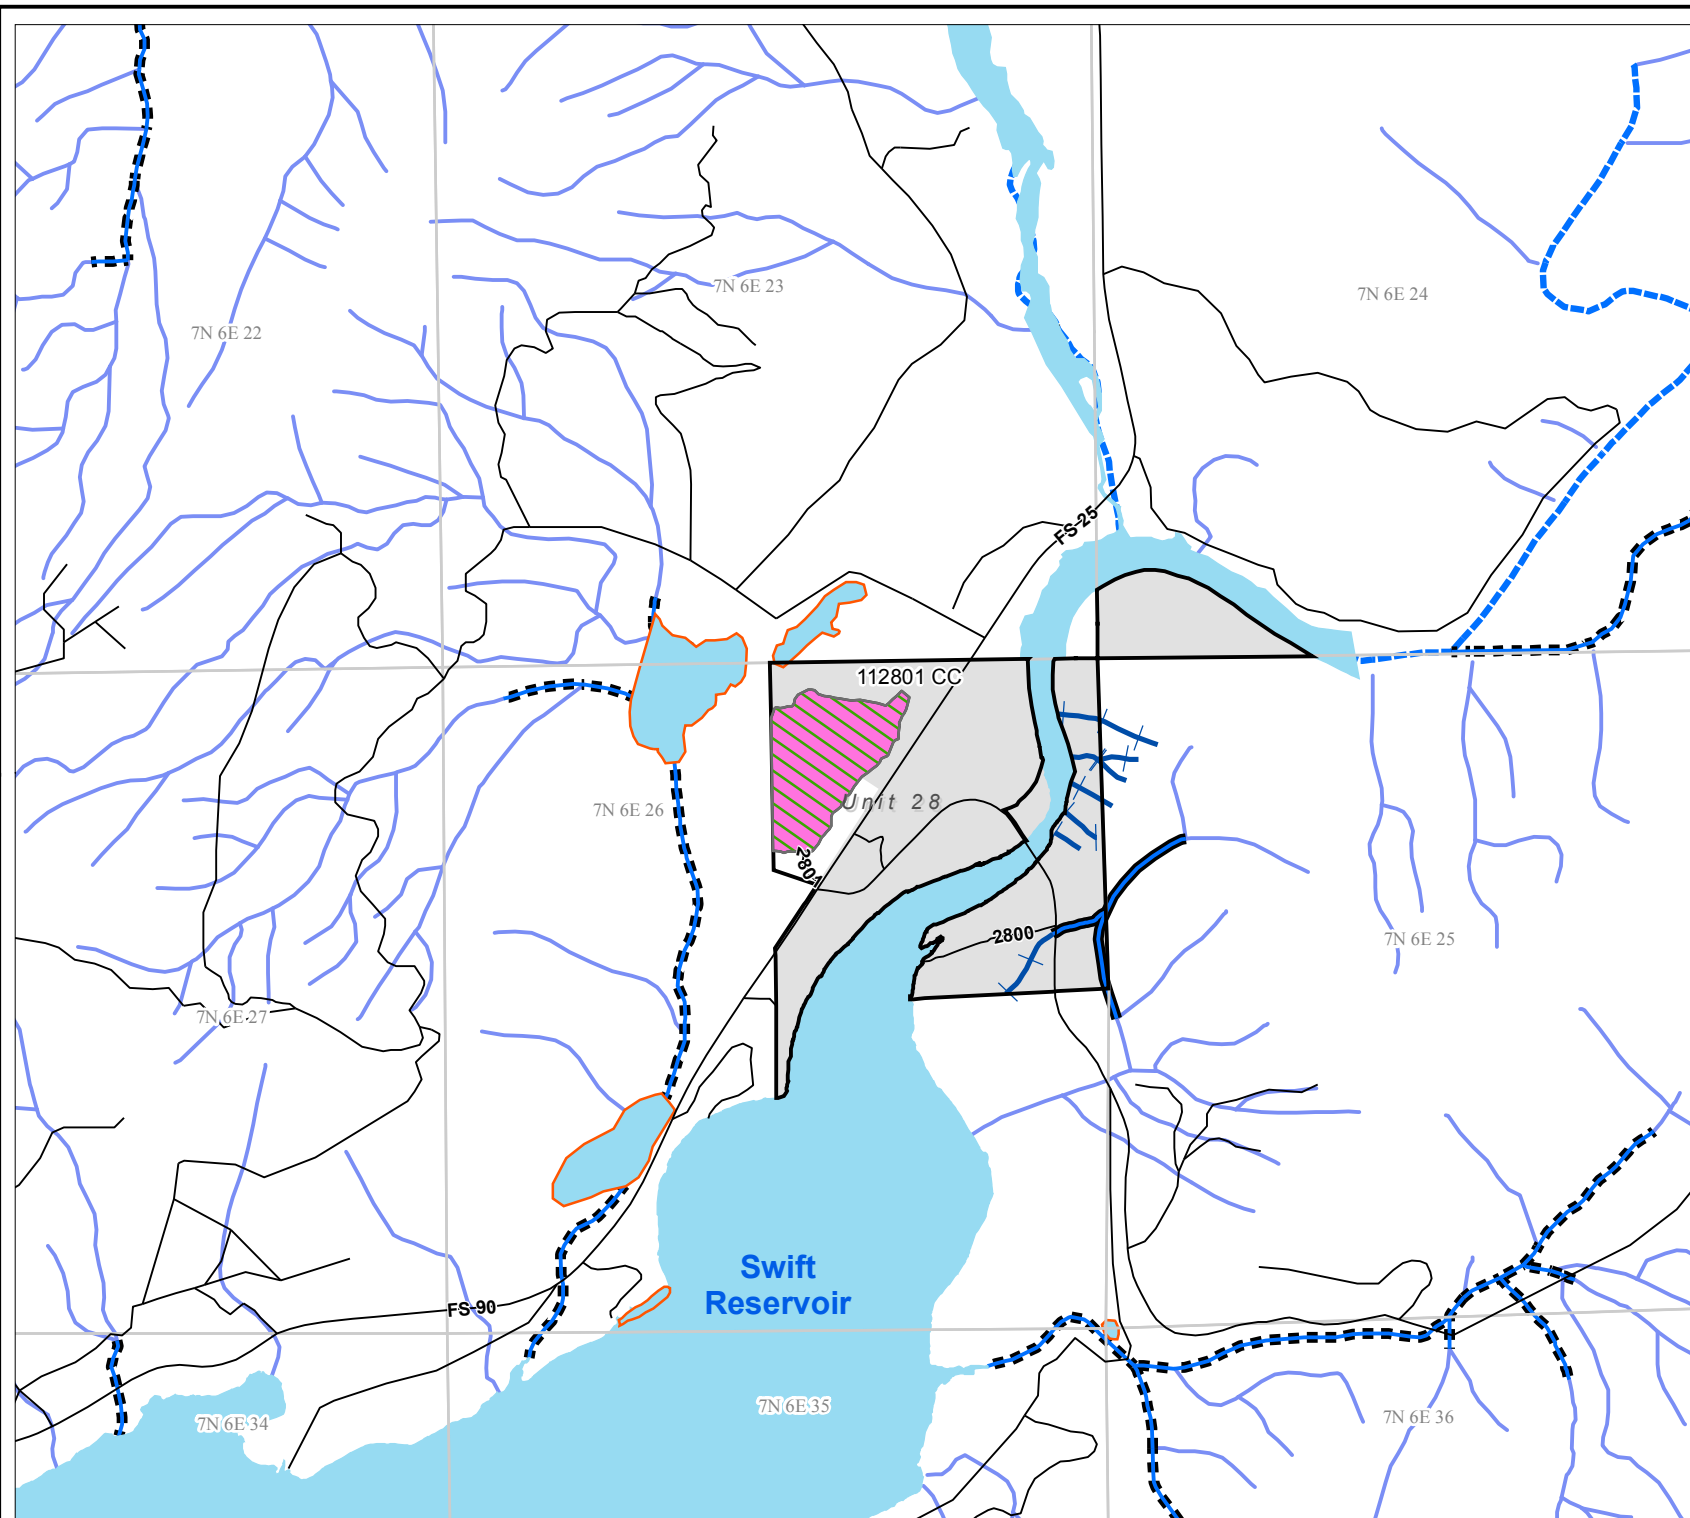 7N 6E 23
7N 6E 24
7N 6E 22
FS-25
112801 CC
Unit 28
7N 6E 26
2801
2800
7N 6E 25
7N 6E 27
Swift
Reservoir
FS-90
7N 6E 35
7N 6E 34
7N 6E 36